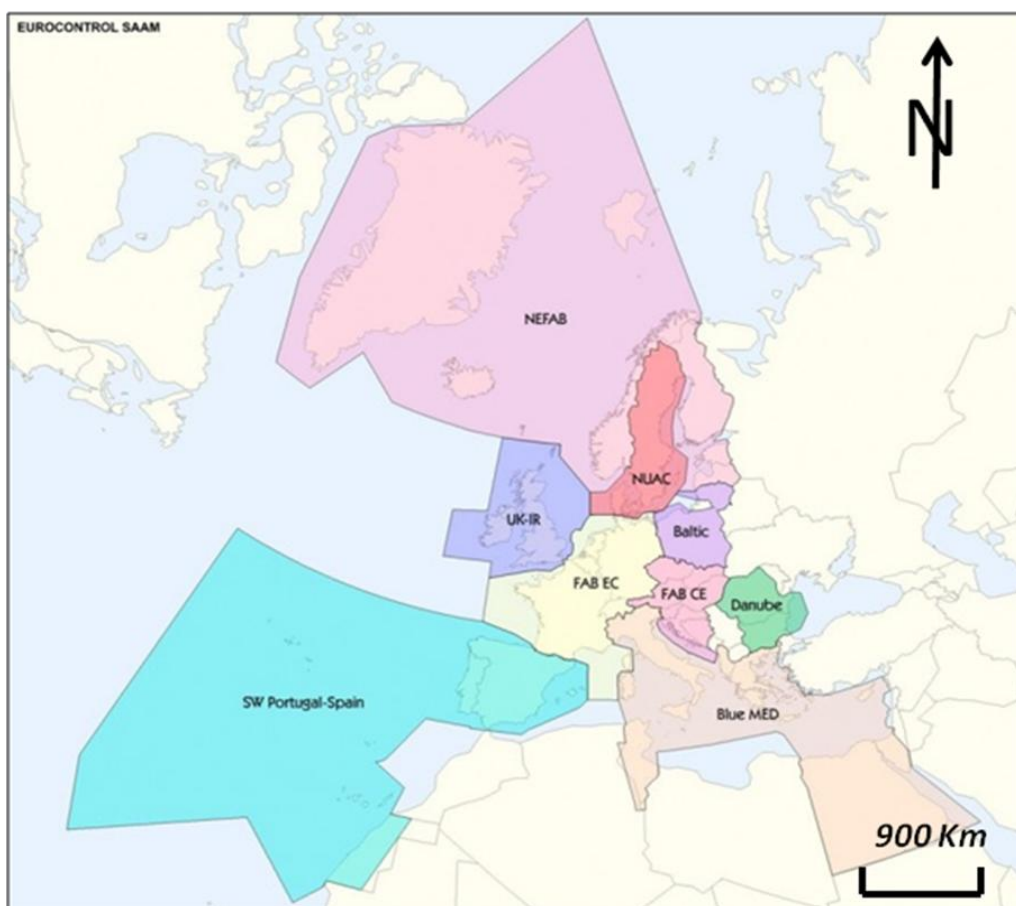 EUROCONTROL SAAM
N
NEFAB
NUAC
UK-IR
Baltic
FAB EC
FAB CE
Danube
SW Portugal-Spain
Blue MED
900 Km